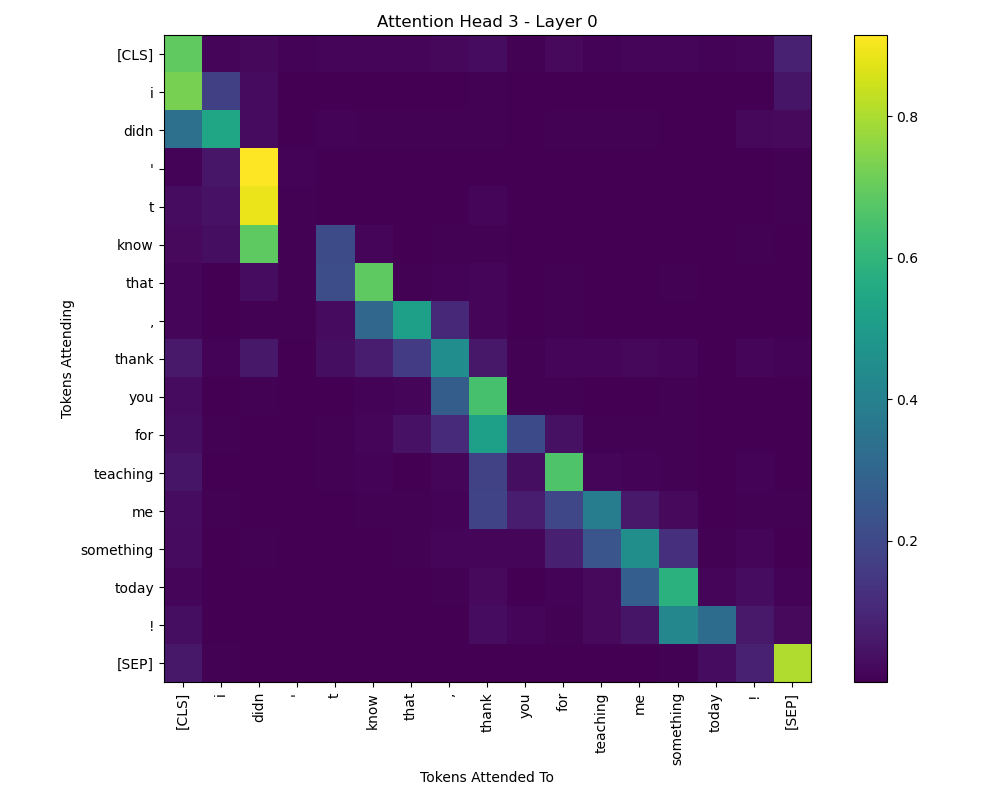 Attention Head 3 - Layer 0
Tokens Attending
[CLS]
i
didn
'
t
know
that
,
thank
you
for
teaching
me
something
today
!
[SEP]
[CLS]
i
didn
'
t
know
that
,
thank
you
for
teaching
me
something
today
!
[SEP]
Tokens Attended To
0.8
0.6
0.4
0.2